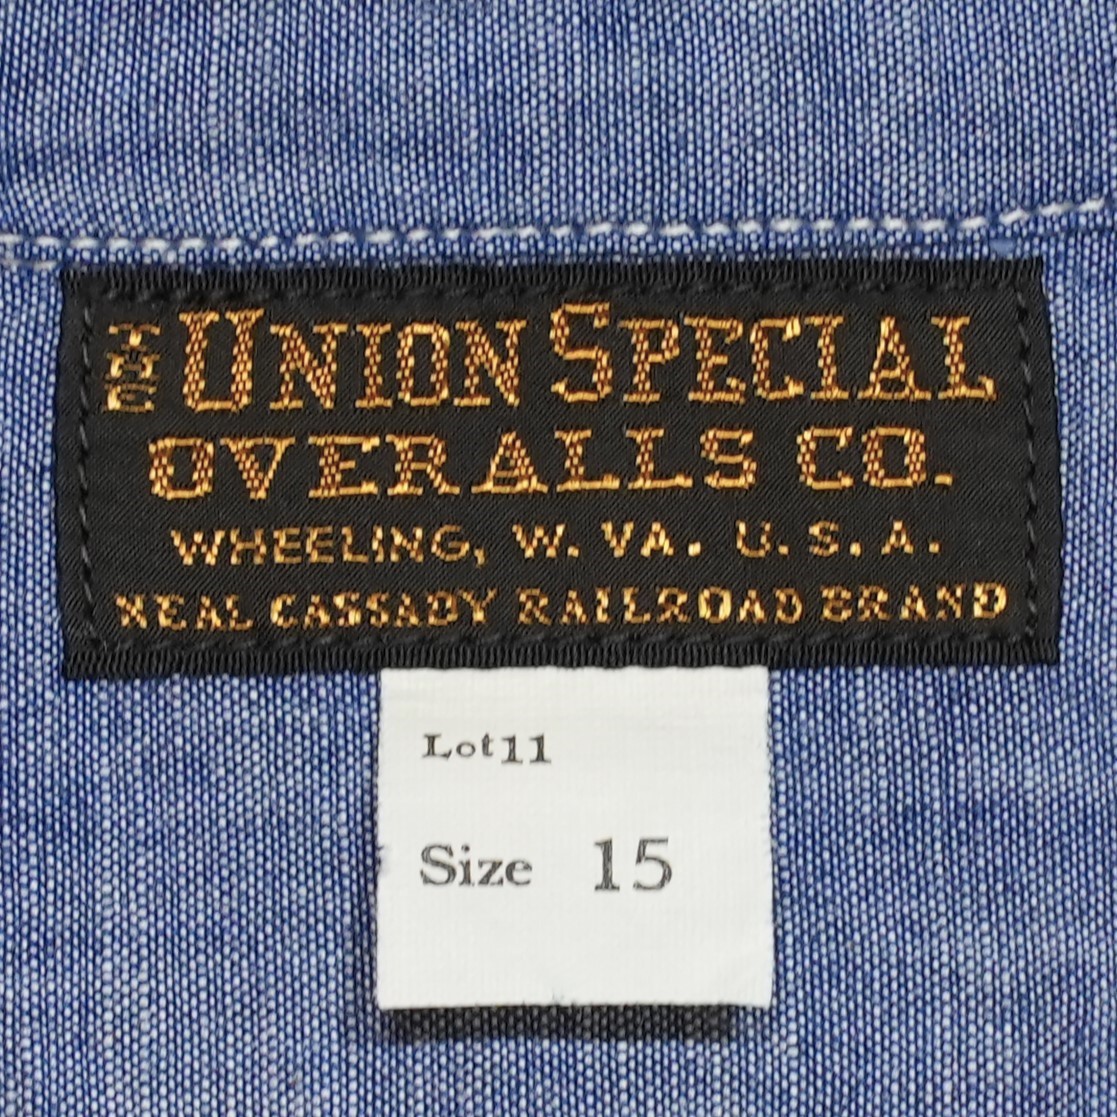 THE UNION SPECIAL
OVERALLS CO.
WHEELING, W. VA. U. S. A.
NEAL CASSADY RAILROAD BRAND
Lot 11
Size 15